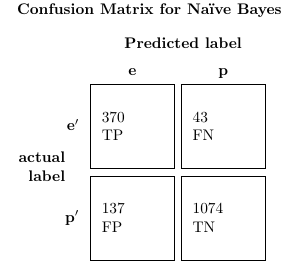 Confusion Matrix for Naïve Bayes
Predicted label
e p
e′
370
TP
43
FN
actual
label
p′
137
FP
1074
TN